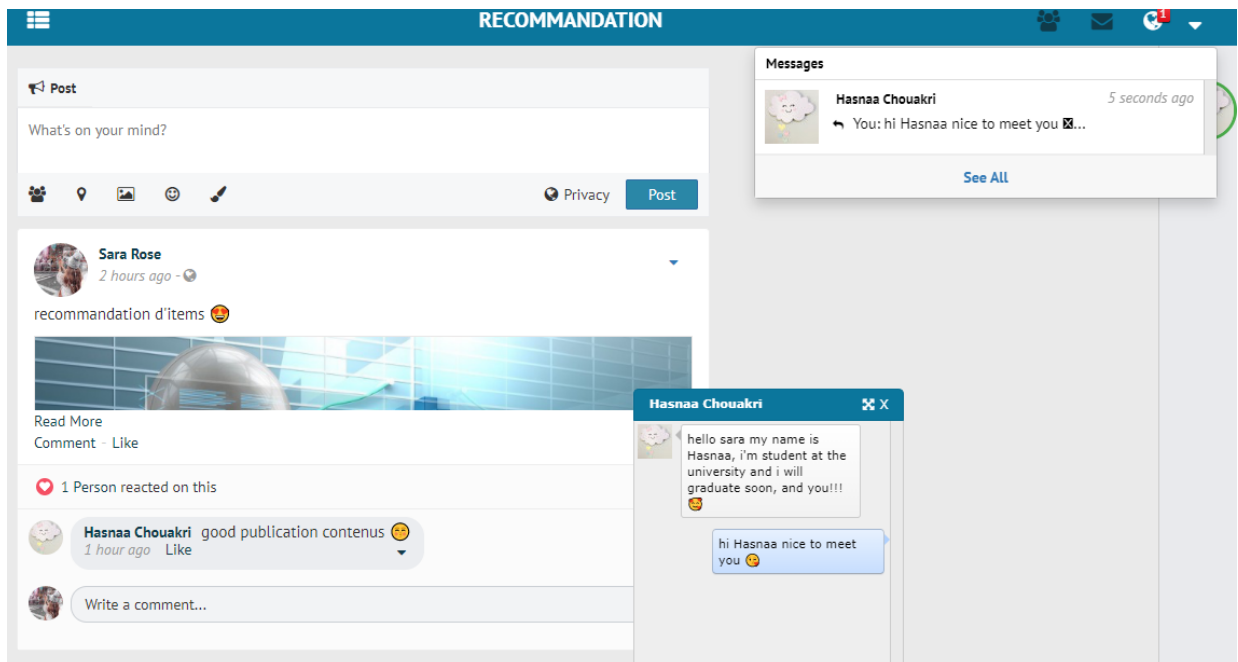 RECOMMANDATION
1
Messages
Hasnaa Chouakri
5 seconds ago
You: hi Hasnaa nice to meet you ...
See All
Post
What's on your mind?
Privacy
Post
Sara Rose
2 hours ago -
recommandation d'items 😍
Read More
Comment - Like
1 Person reacted on this
Hasnaa Chouakri good publication contenus 😁
1 hour ago Like
Write a comment...
Hasnaa Chouakri
X
hello sara my name is
Hasnaa, i'm student at the
university and i will
graduate soon, and you!!!
🥰
hi Hasnaa nice to meet
you 😘